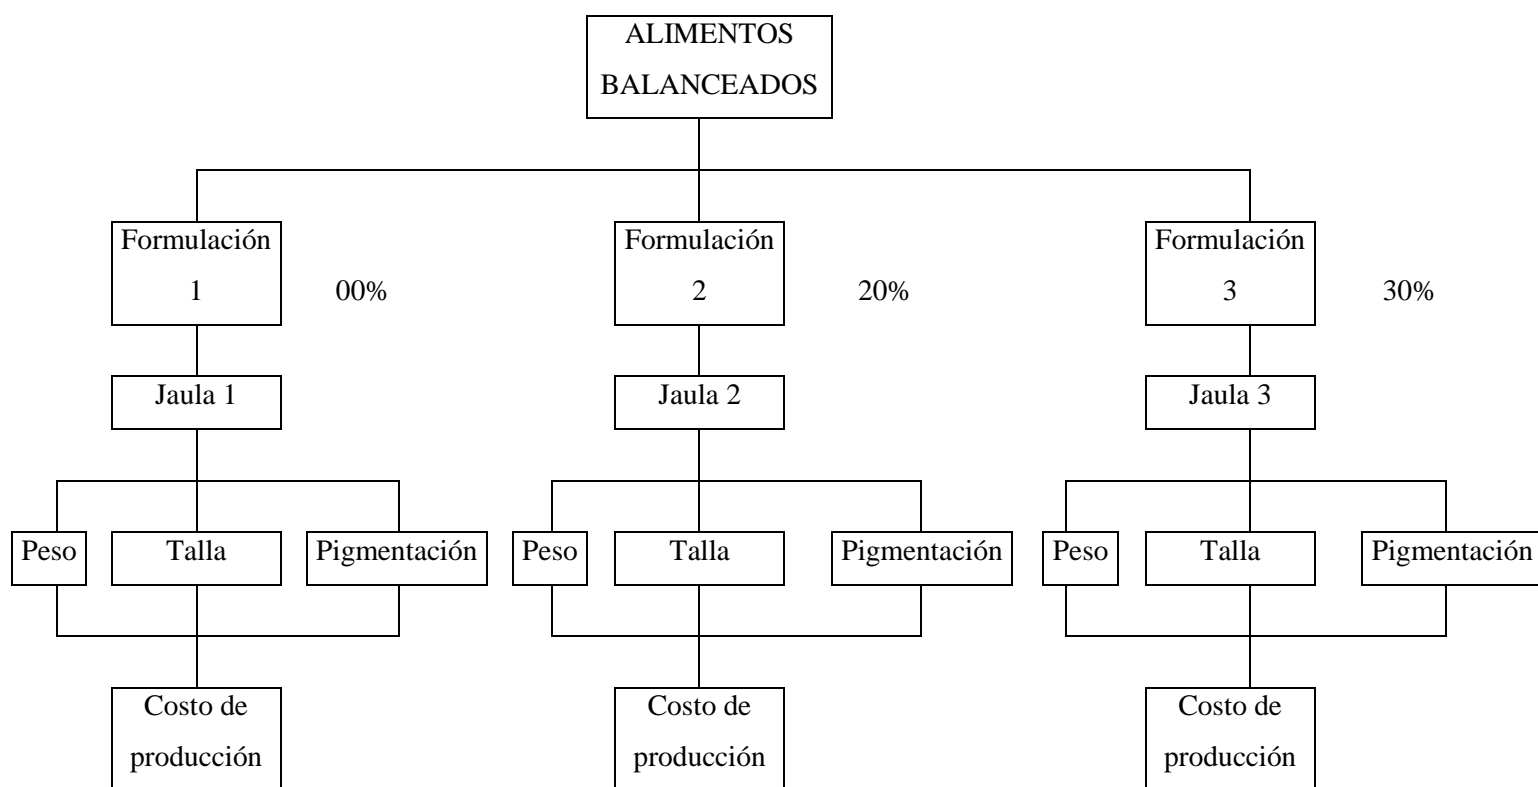 ALIMENTOS
BALANCEADOS
Formulación
1
00%
Formulación
2
20%
Formulación
3
30%
Jaula 1
Jaula 2
Jaula 3
Peso
Talla
Pigmentación
Peso
Talla
Pigmentación
Peso
Talla
Pigmentación
Costo de
producción
Costo de
producción
Costo de
producción